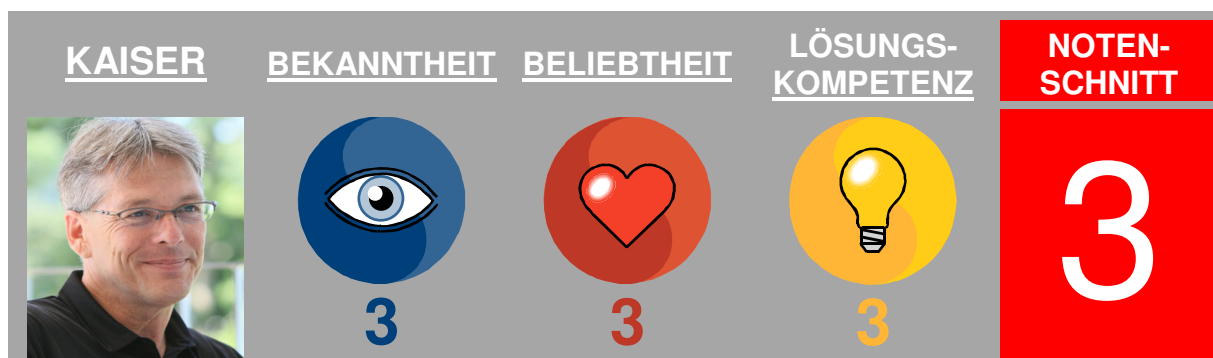 KAISER
BEKANNTHEIT
BELIEBTHEIT
LÖSUNGS-
KOMPETENZ
NOTEN-
SCHNITT
3
3
3
3